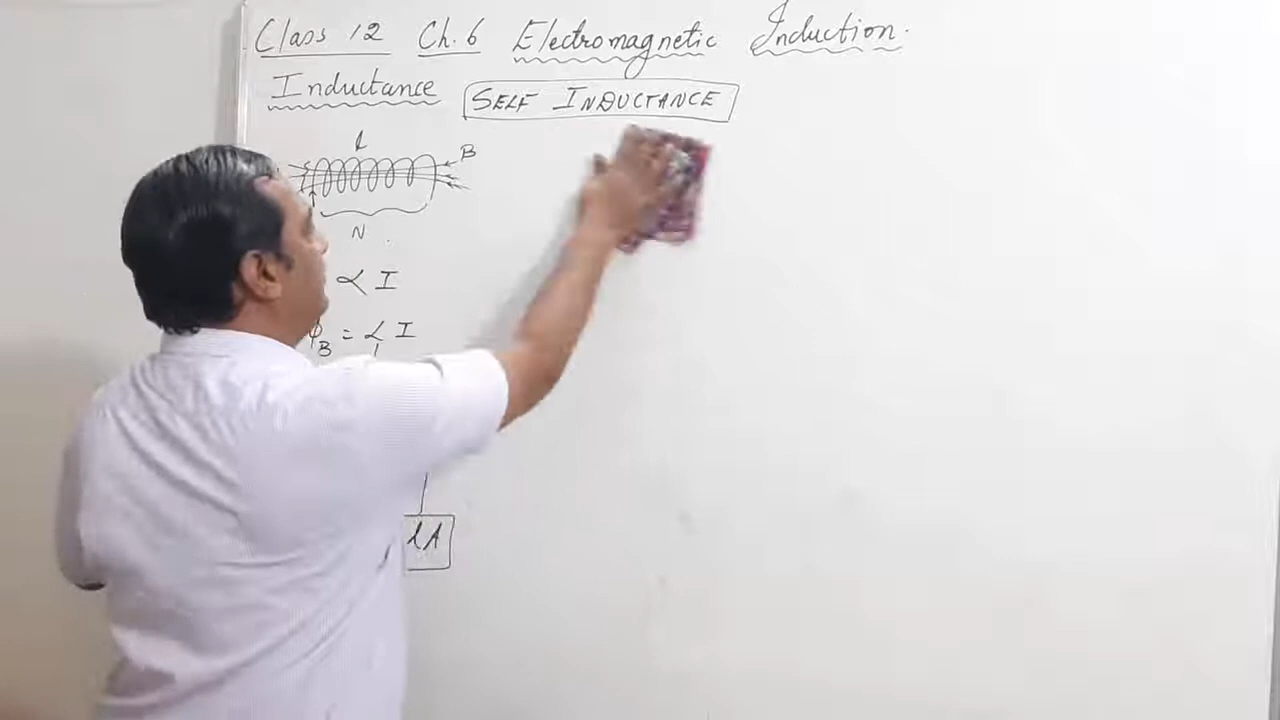 Class 12 Ch. 6 Electromagnetic Induction.
Inductance SELF INDUCTANCE
l
B
N
∝ I
ϕB = L I
lA